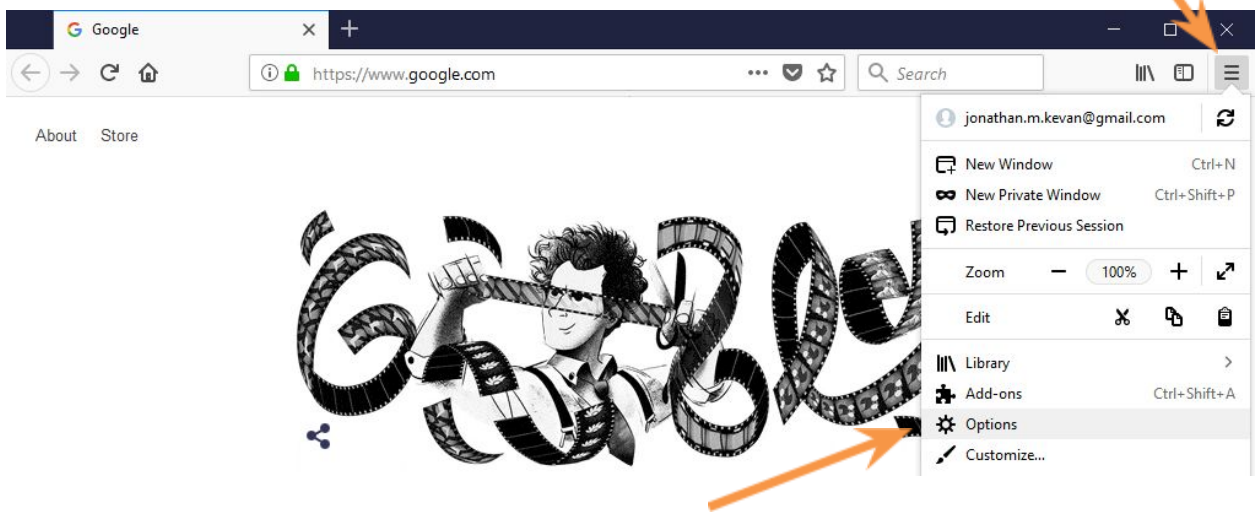 Google
https://www.google.com
Search
About Store
jonathan.m.kevan@gmail.com
New Window Ctrl+N
New Private Window Ctrl+Shift+P
Restore Previous Session
Zoom 100%
Edit
Library
Add-ons Ctrl+Shift+A
Options
Customize...